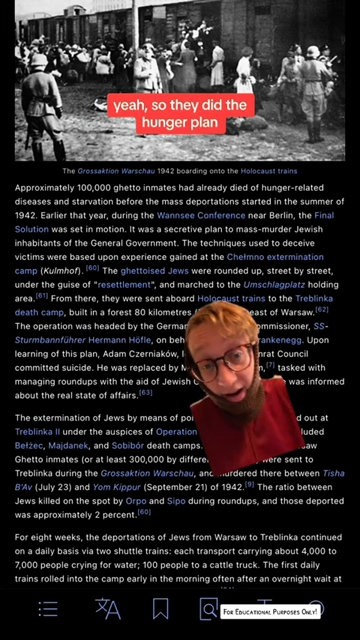 yeah, so they did the
hunger plan
The Grossaktion Warschau 1942 boarding onto the Holocaust trains
Approximately 100,000 ghetto inmates had already died of hunger-related
diseases and starvation before the mass deportations started in the summer of
1942. Earlier that year, during the Wannsee Conference near Berlin, the Final
Solution was set in motion. It was a secretive plan to mass-murder Jewish
inhabitants of the General Government. The techniques used to deceive
victims were based upon experience gained at the Chełmno extermination
camp (Kulmhof). [60] The ghettoised Jews were rounded up, street by street,
under the guise of "resettlement", and marched to the Umschlagplatz holding
area.[61] From there, they were sent aboard Holocaust trains to the Treblinka
death camp, built in a forest 80 kilometres east of Warsaw.[62]
The operation was headed by the German commissioner, SS-
Sturmbannführer Hermann Höfle, on beh Frankenegg. Upon
learning of this plan, Adam Czerniaków, nrat Council
committed suicide. He was replaced by M ,[7] tasked with
managing roundups with the aid of Jewish was informed
about the real state of affairs.[63]
The extermination of Jews by means of poi d out at
Treblinka II under the auspices of Operation luded
Bełżec, Majdanek, and Sobibór death camps. saw
Ghetto inmates (or at least 300,000 by differe were sent to
Treblinka during the Grossaktion Warschau, and murdered there between Tisha
B'Av (July 23) and Yom Kippur (September 21) of 1942.[9] The ratio between
Jews killed on the spot by Orpo and Sipo during roundups, and those deported
was approximately 2 percent.[60]
For eight weeks, the deportations of Jews from Warsaw to Treblinka continued
on a daily basis via two shuttle trains: each transport carrying about 4,000 to
7,000 people crying for water; 100 people to a cattle truck. The first daily
trains rolled into the camp early in the morning often after an overnight wait at
For Educational Purposes Only!